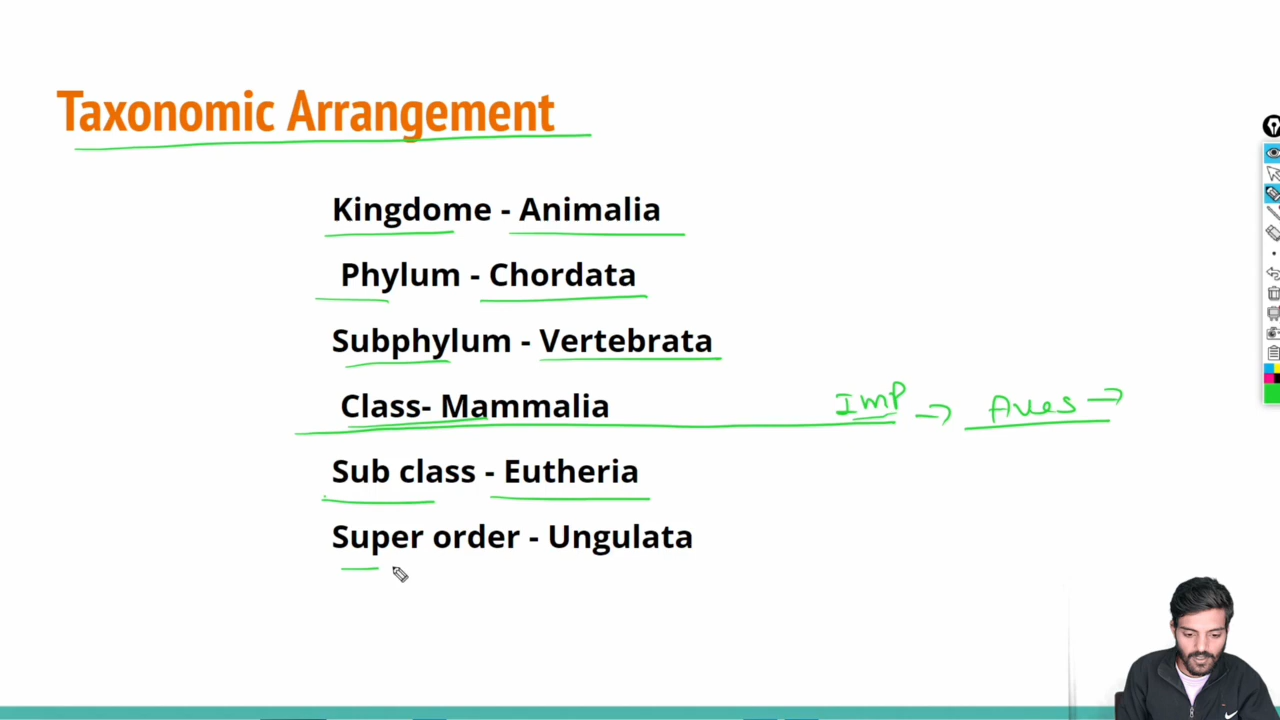 Taxonomic Arrangement
Kingdome - Animalia
Phylum - Chordata
Subphylum - Vertebrata
Class- Mammalia Imp → Aves →
Sub class - Eutheria
Super order - Ungulata